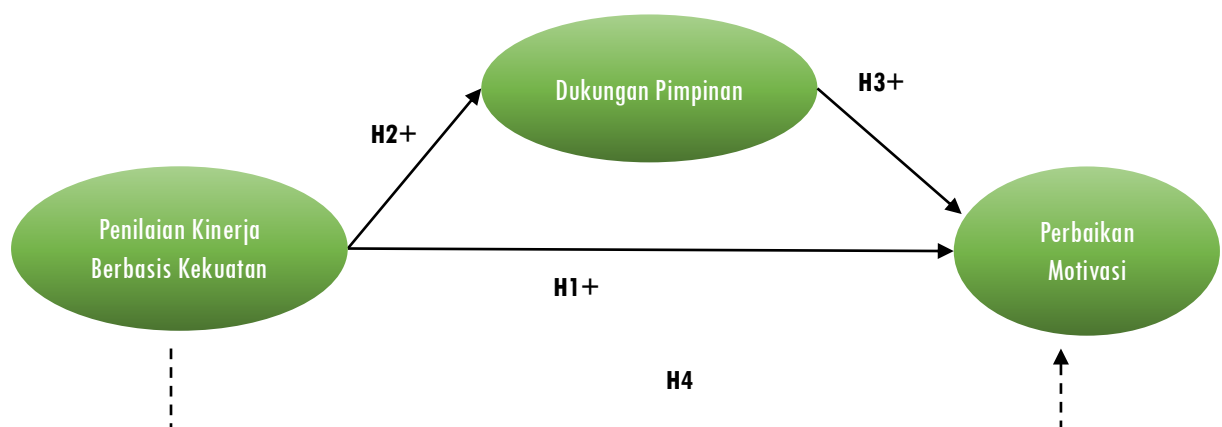 Dukungan Pimpinan
H3+
H2+
Penilaian Kinerja
Berbasis Kekuatan
Perbaikan
Motivasi
H1+
H4